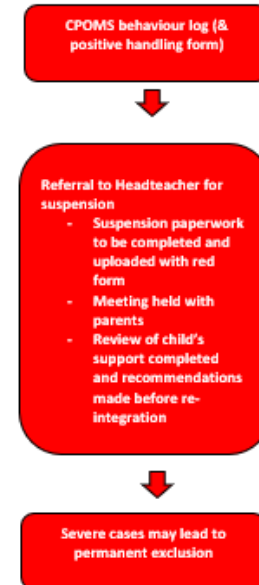 CPOMS behaviour log (&
positive handling form)
Referral to Headteacher for
suspension
- Suspension paperwork
to be completed and
uploaded with red
form
- Meeting held with
parents
- Review of child's
support completed
and recommendations
made before re-
integration
Severe cases may lead to
permanent exclusion